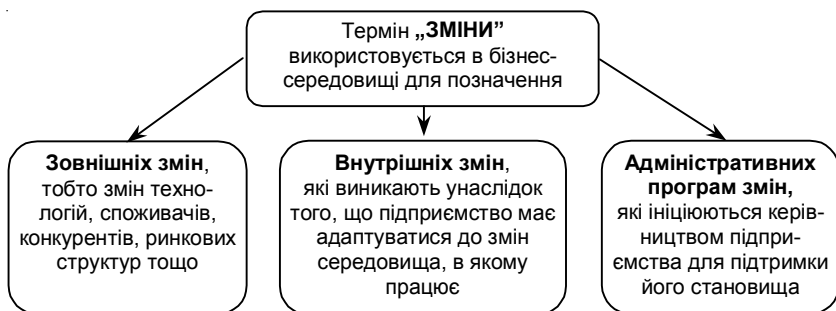 Термін „ЗМІНИ”
використовується в бізнес-
середовищі для позначення
Зовнішніх змін,
тобто змін техно-
логій, споживачів,
конкурентів, ринкових
структур тощо
Внутрішніх змін,
які виникають унаслідок
того, що підприємство має
адаптуватися до змін
середовища, в якому
працює
Адміністративних
програм змін,
які ініціюються керів-
ництвом підпри-
ємства для підтримки
його становища